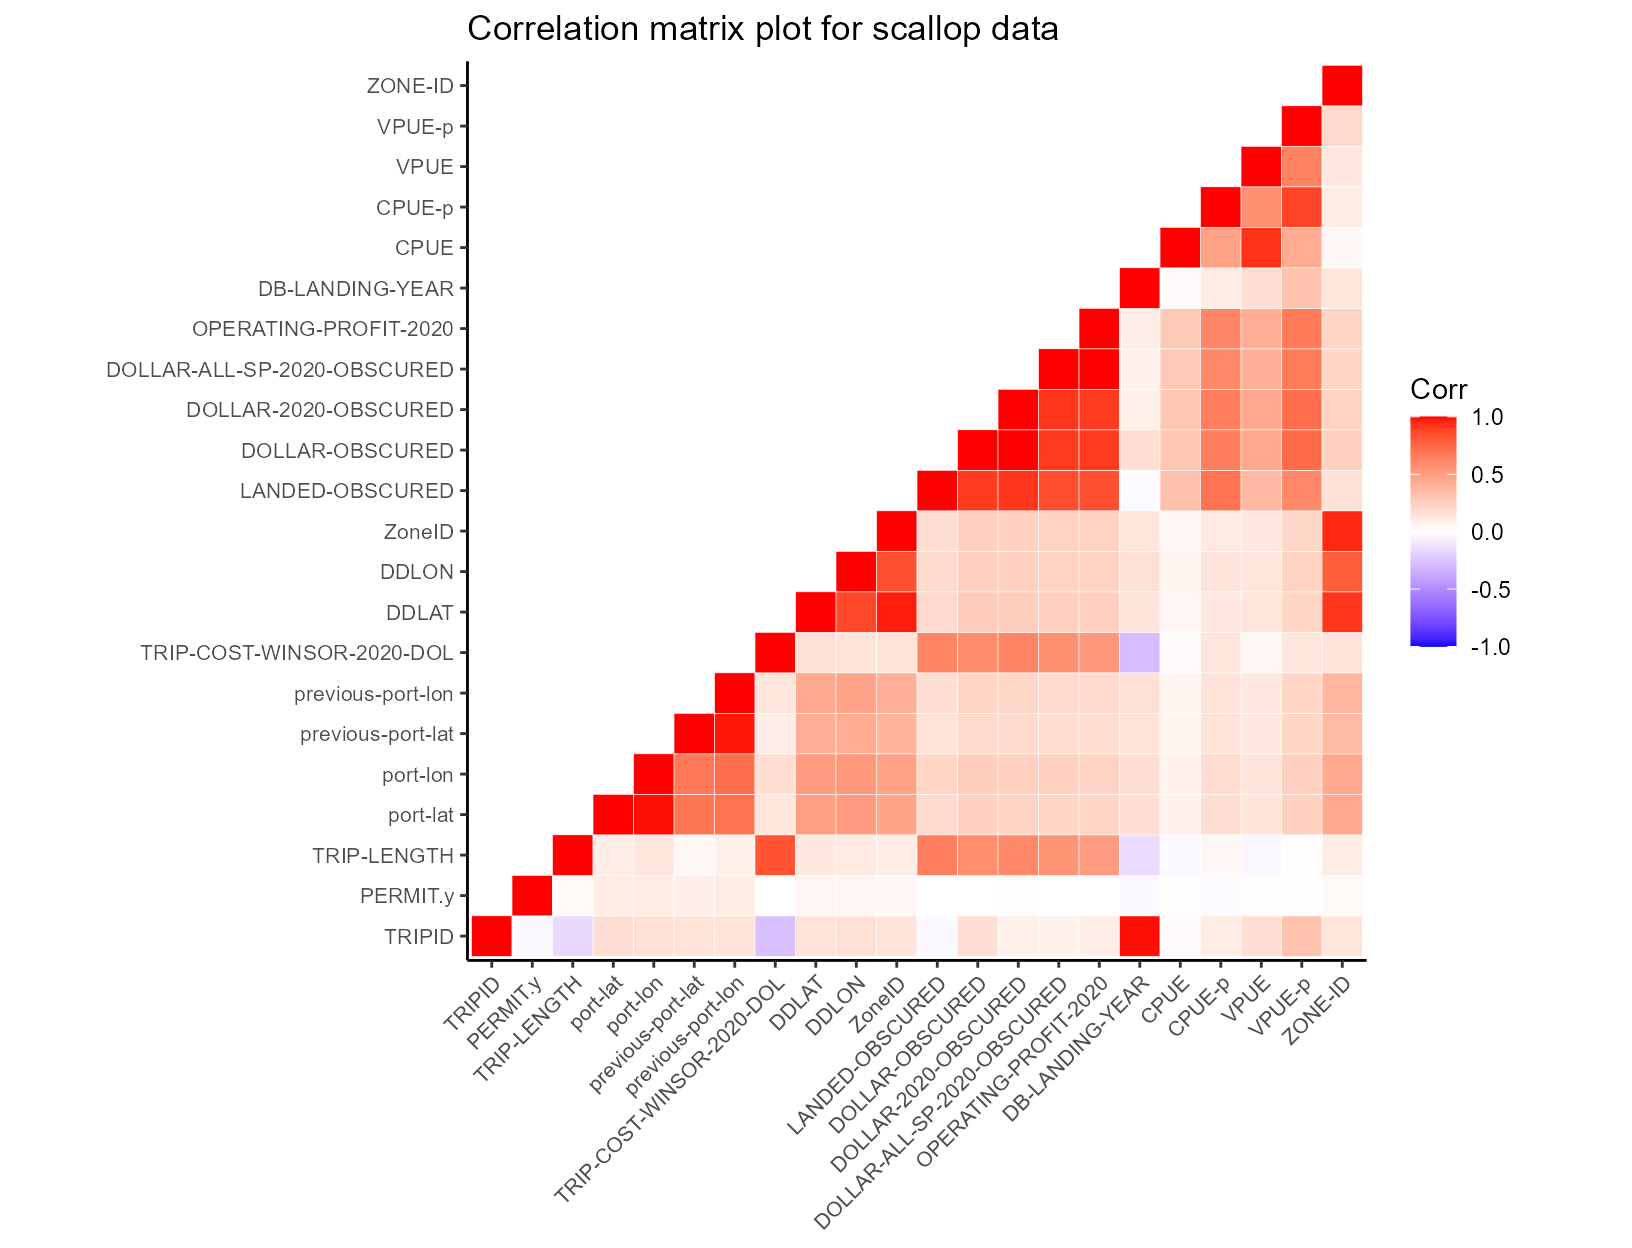 Correlation matrix plot for scallop data
ZONE-ID
VPUE-p
VPUE
CPUE-p
CPUE
DB-LANDING-YEAR
OPERATING-PROFIT-2020
DOLLAR-ALL-SP-2020-OBSCURED
DOLLAR-2020-OBSCURED
DOLLAR-OBSCURED
LANDED-OBSCURED
ZoneID
DDLON
DDLAT
TRIP-COST-WINSOR-2020-DOL
previous-port-lon
previous-port-lat
port-lon
port-lat
TRIP-LENGTH
PERMIT.y
TRIPID
TRIPID
PERMIT.y
TRIP-LENGTH
port-lat
port-lon
previous-port-lat
previous-port-lon
TRIP-COST-WINSOR-2020-DOL
DDLAT
DDLON
ZoneID
LANDED-OBSCURED
DOLLAR-OBSCURED
DOLLAR-2020-OBSCURED
DOLLAR-ALL-SP-2020-OBSCURED
OPERATING-PROFIT-2020
DB-LANDING-YEAR
CPUE
CPUE-p
VPUE
VPUE-p
ZONE-ID
Corr
1.0
0.5
0.0
-0.5
-1.0